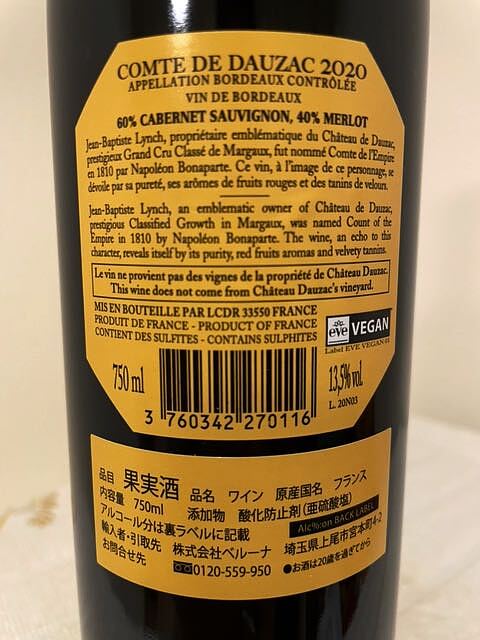 COMTE DE DAUZAC 2020
APPELLATION BORDEAUX CONTRÔLÉE
VIN DE BORDEAUX
60% CABERNET SAUVIGNON, 40% MERLOT
Jean-Baptiste Lynch, propriétaire emblématique du Château de Dauzac,
prestigieux Grand Cru Classé de Margaux, fut nommé Comte de l'Empire
en 1810 par Napoléon Bonaparte. Ce vin, à l'image de ce personnage, se
dévoile par sa pureté, ses arômes de fruits rouges et des tanins de velours.
Jean-Baptiste Lynch, an emblematic owner of Château de Dauzac,
prestigious Classified Growth in Margaux, was named Count of the
Empire in 1810 by Napoléon Bonaparte. The wine, an echo to this
character, reveals itself by its purity, red fruits aromas and velvety tannins.
Le vin ne provient pas des vignes de la propriété de Château Dauzac.
This wine does not come from Château Dauzac's vineyard.
MIS EN BOUTEILLE PAR LCDR 33550 FRANCE
PRODUIT DE FRANCE - PRODUCT OF FRANCE
CONTIENT DES SULFITES - CONTAINS SULPHITES
eve VEGAN
Label EVE VEGAN ®
750 ml
13,5% vol.
L. 20N03
3 760342 270116
品目 果実酒 品名 ワイン 原産国名 フランス
内容量 750ml 添加物 酸化防止剤(亜硫酸塩)
アルコール分は裏ラベルに記載 Alc%:on BACK LABEL
輸入者・引取先 株式会社ベルーナ 埼玉県上尾市宮本町4-2
お問合せ先 0120-559-950 ●お酒は20歳を過ぎてから